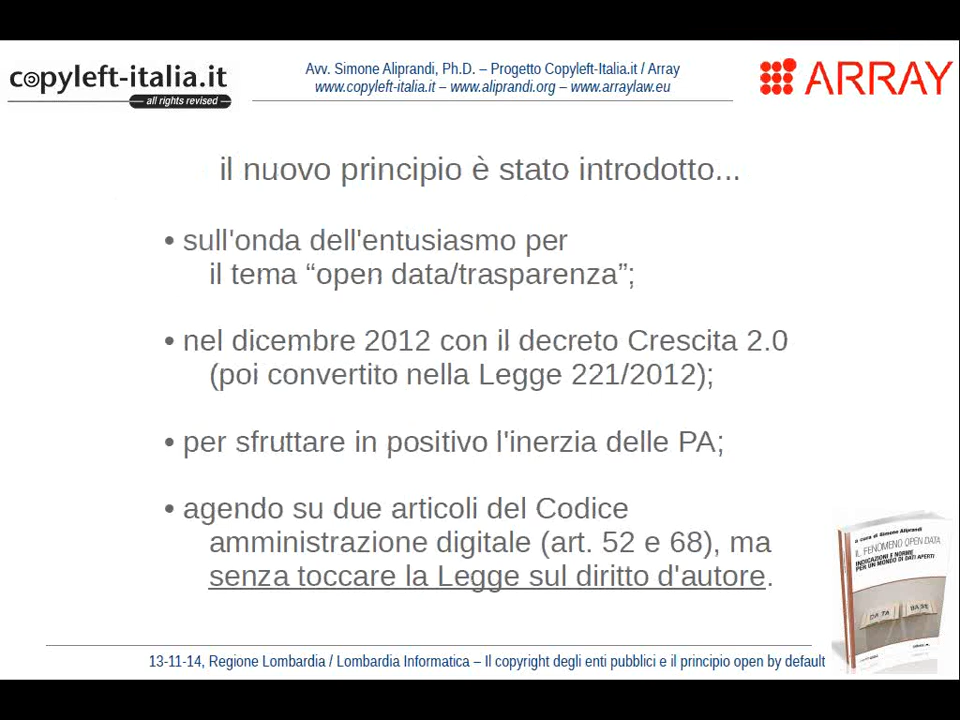 copyleft-italia.it
all rights revised
Avv. Simone Aliprandi, Ph.D. – Progetto Copyleft-Italia.it / Array
www.copyleft-italia.it – www.aliprandi.org – www.arraylaw.eu
ARRAY
il nuovo principio è stato introdotto...
• sull'onda dell'entusiasmo per
il tema “open data/trasparenza”;
• nel dicembre 2012 con il decreto Crescita 2.0
(poi convertito nella Legge 221/2012);
• per sfruttare in positivo l'inerzia delle PA;
• agendo su due articoli del Codice
amministrazione digitale (art. 52 e 68), ma
senza toccare la Legge sul diritto d'autore.
a cura di Simone Aliprandi
IL FENOMENO OPEN DATA
INDICAZIONI E NORME
PER UN MONDO DI DATI APERTI
13-11-14, Regione Lombardia / Lombardia Informatica – Il copyright degli enti pubblici e il principio open by default